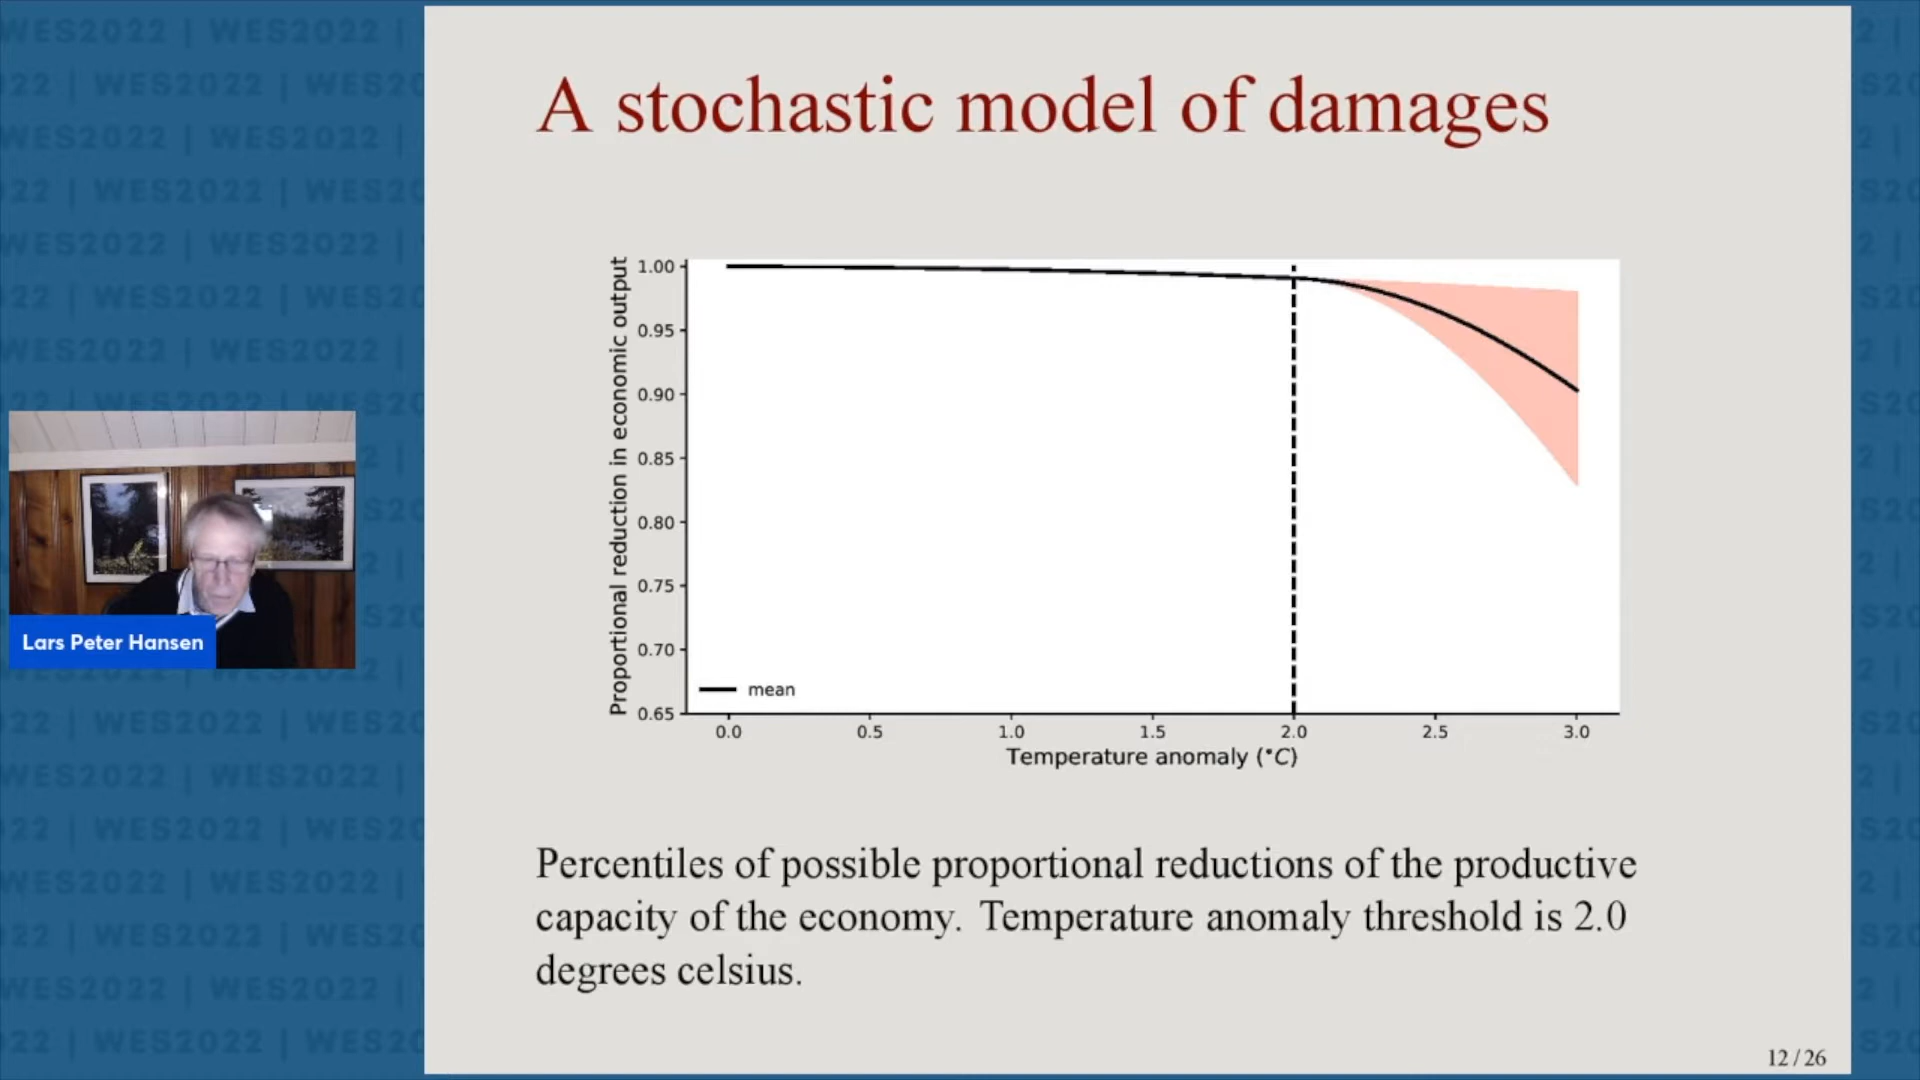 WES2022 | WES2022 |
A stochastic model of damages
Proportional reduction in economic output
1.00
0.95
0.90
0.85
0.80
0.75
0.70
0.65
mean
0.0 0.5 1.0 1.5 2.0 2.5 3.0
Temperature anomaly (°C)
Lars Peter Hansen
Percentiles of possible proportional reductions of the productive
capacity of the economy. Temperature anomaly threshold is 2.0
degrees celsius.
12 / 26